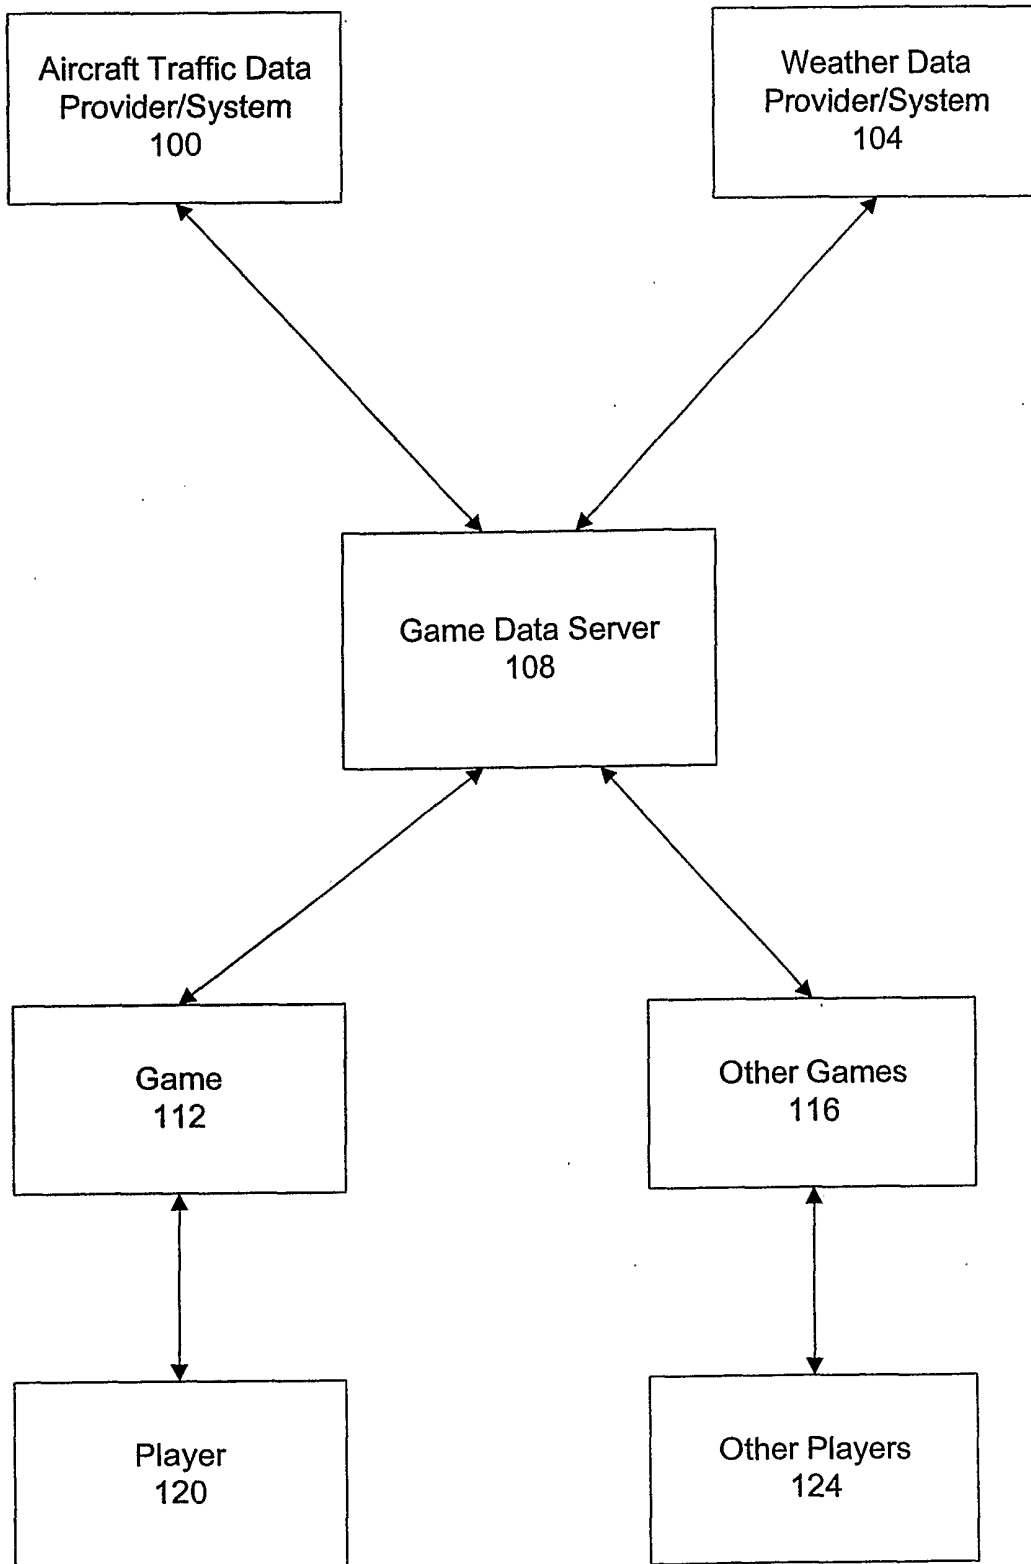 Aircraft Traffic Data
Provider/System
100
Weather Data
Provider/System
104
Game Data Server
108
Game
112
Other Games
116
Player
120
Other Players
124